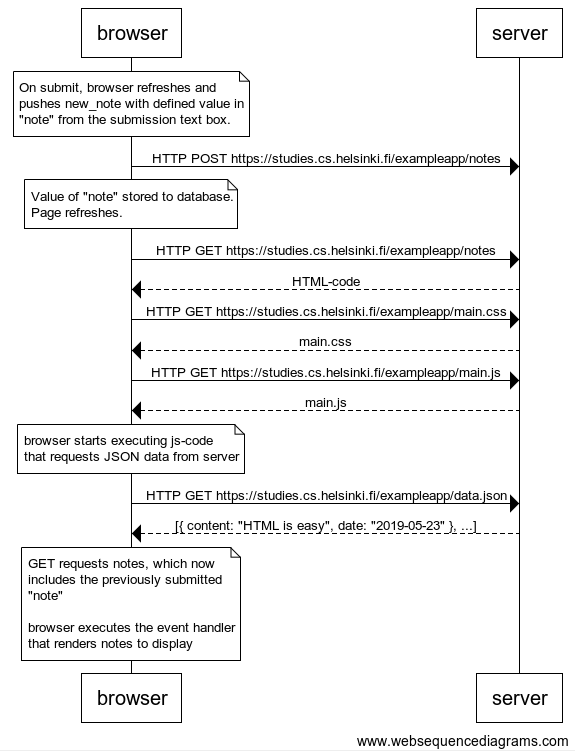 browser
server
On submit, browser refreshes and
pushes new_note with defined value in
"note" from the submission text box.
HTTP POST https://studies.cs.helsinki.fi/exampleapp/notes
Value of "note" stored to database.
Page refreshes.
HTTP GET https://studies.cs.helsinki.fi/exampleapp/notes
HTML-code
HTTP GET https://studies.cs.helsinki.fi/exampleapp/main.css
main.css
HTTP GET https://studies.cs.helsinki.fi/exampleapp/main.js
main.js
browser starts executing js-code
that requests JSON data from server
HTTP GET https://studies.cs.helsinki.fi/exampleapp/data.json
[{ content: "HTML is easy", date: "2019-05-23" }, ...]
GET requests notes, which now
includes the previously submitted
"note"
browser executes the event handler
that renders notes to display
browser
server
www.websequencediagrams.com